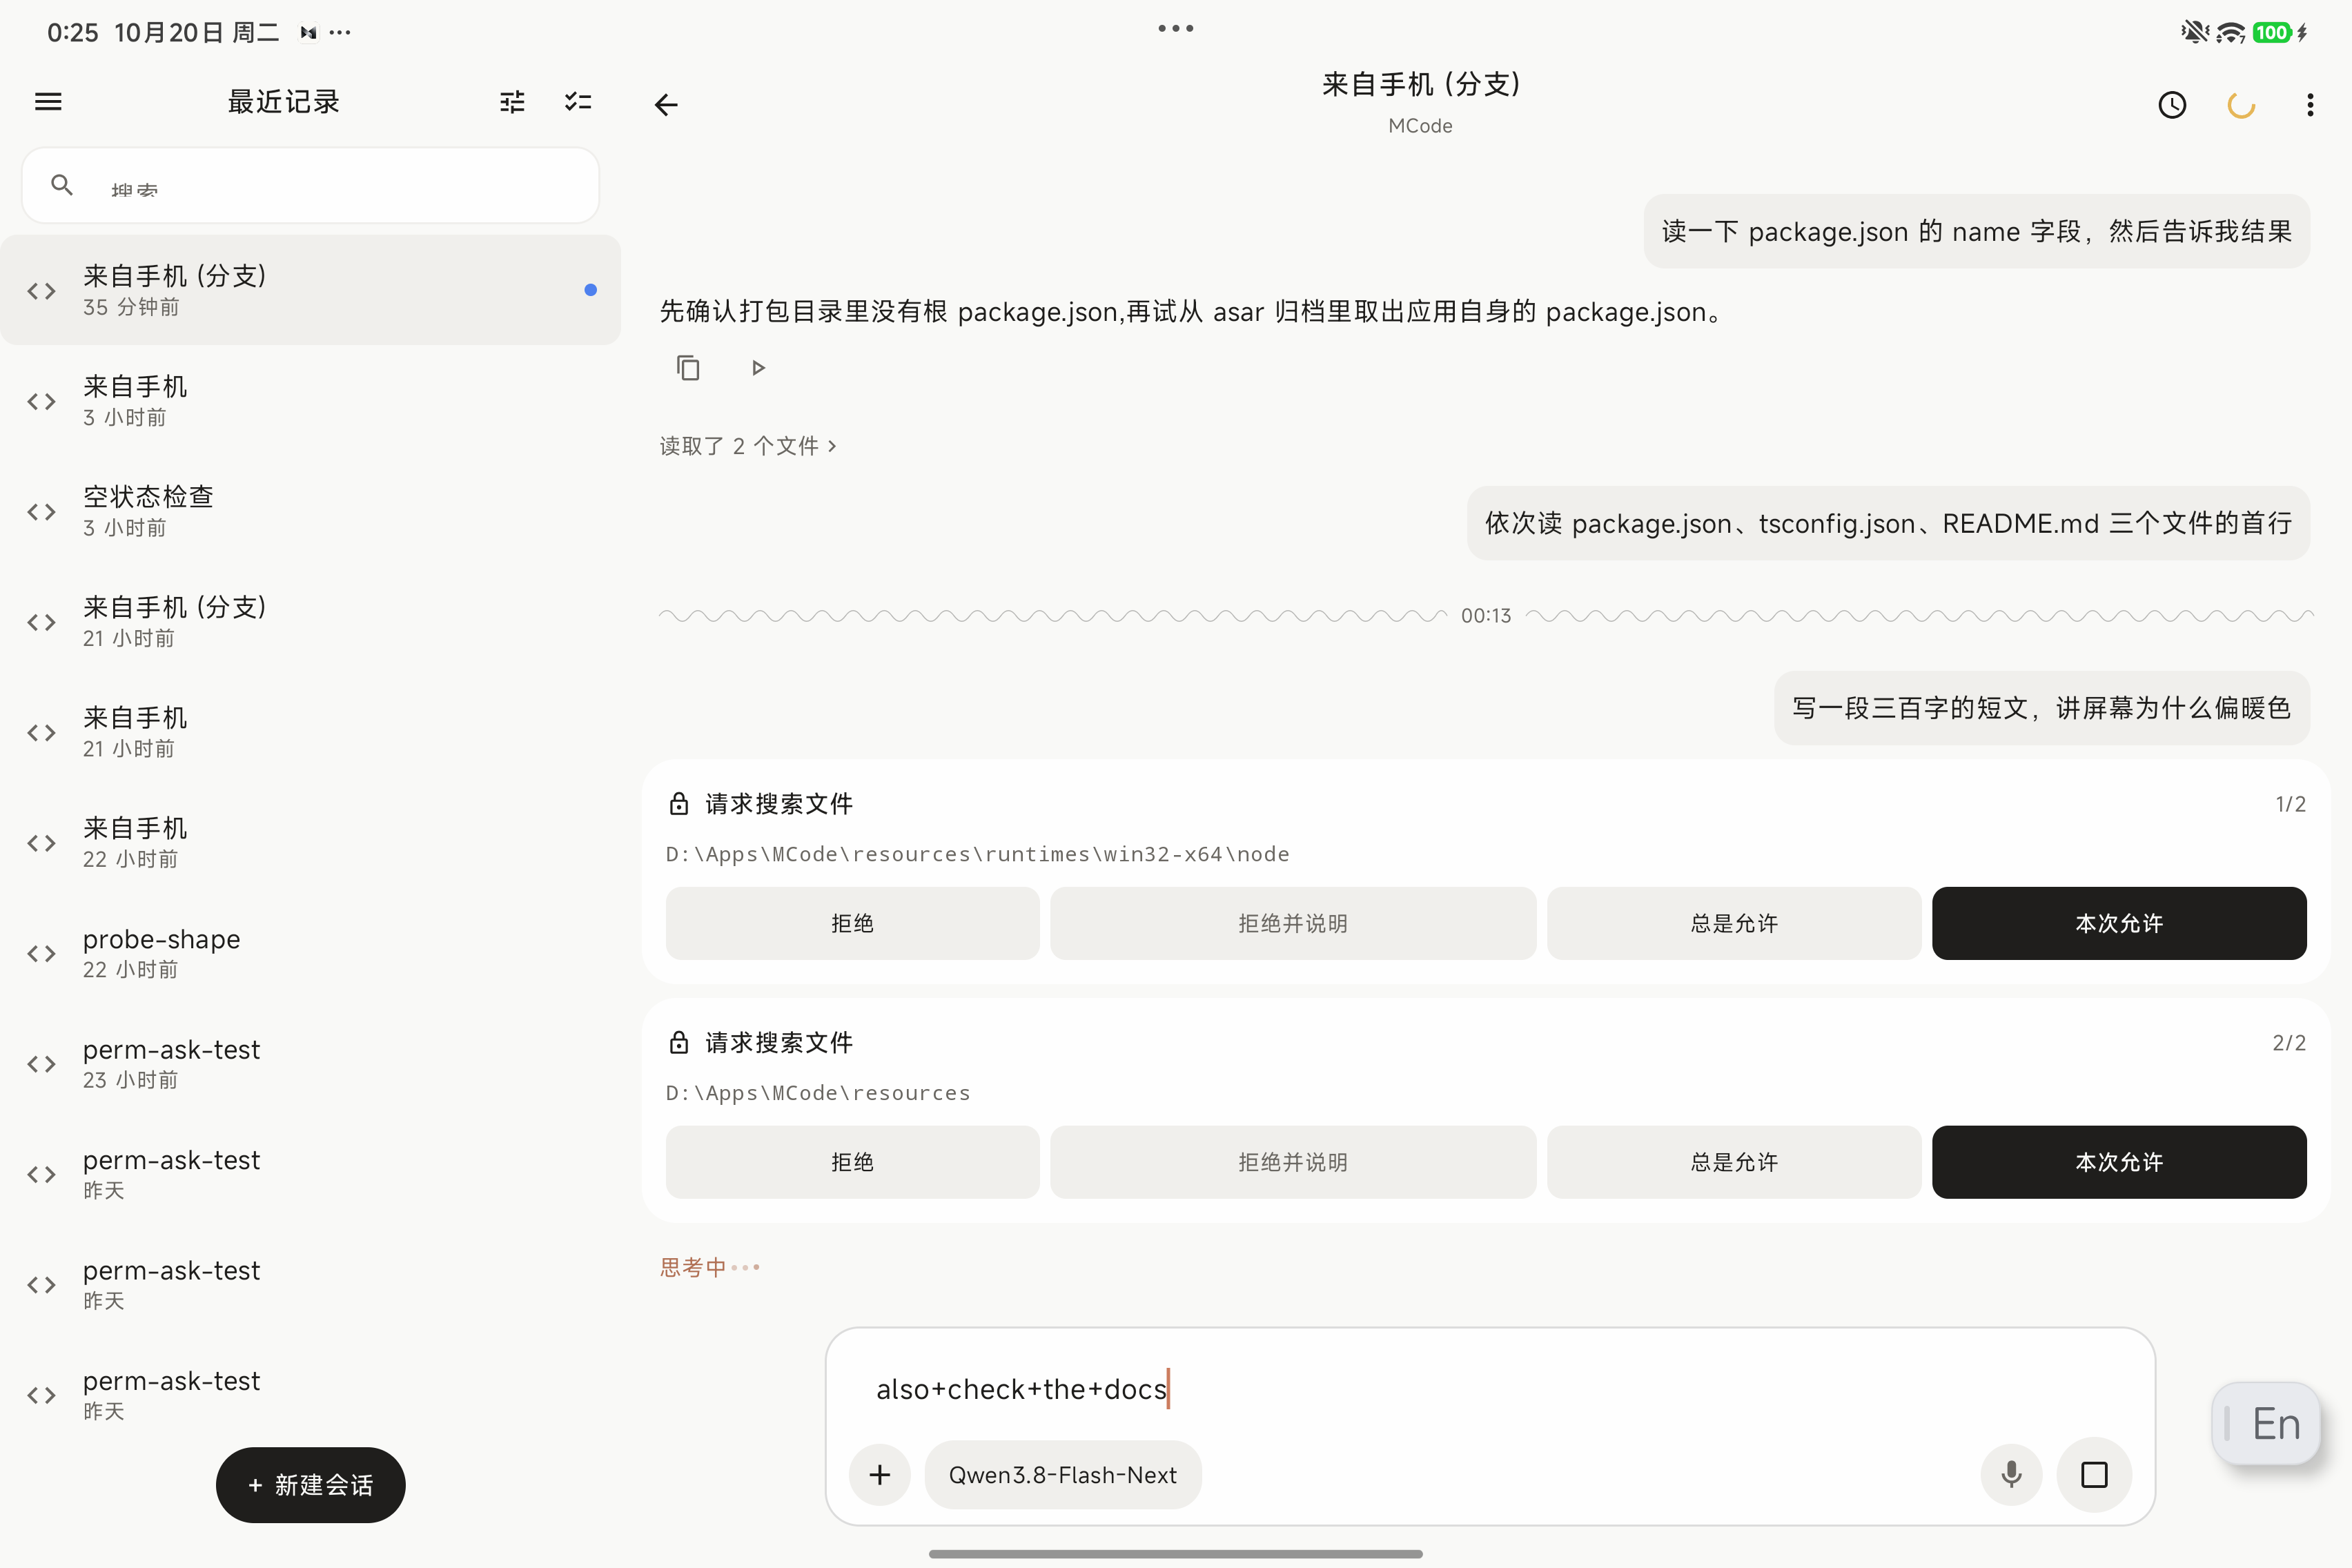 0:25 10月20日 周二
100
最近记录
搜索
来自手机 (分支)
35 分钟前
来自手机
3 小时前
空状态检查
3 小时前
来自手机 (分支)
21 小时前
来自手机
21 小时前
来自手机
22 小时前
probe-shape
22 小时前
perm-ask-test
23 小时前
perm-ask-test
昨天
perm-ask-test
昨天
perm-ask-test
昨天
+ 新建会话
来自手机 (分支)
MCode
读一下 package.json 的 name 字段，然后告诉我结果
先确认打包目录里没有根 package.json,再试从 asar 归档里取出应用自身的 package.json。
读取了 2 个文件
依次读 package.json、tsconfig.json、README.md 三个文件的首行
00:13
写一段三百字的短文，讲屏幕为什么偏暖色
请求搜索文件 1/2
D:\Apps\MCode\resources\runtimes\win32-x64\node
拒绝 拒绝并说明 总是允许 本次允许
请求搜索文件 2/2
D:\Apps\MCode\resources
拒绝 拒绝并说明 总是允许 本次允许
思考中
also+check+the+docs
Qwen3.8-Flash-Next
En